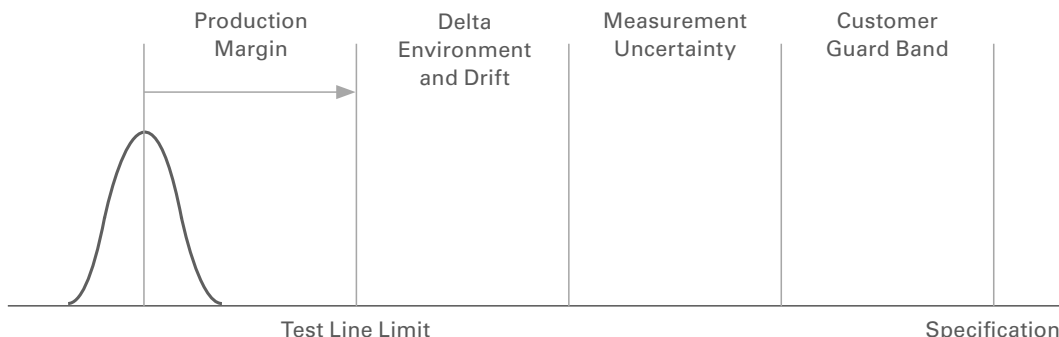 Production
Margin
Delta
Environment
and Drift
Measurement
Uncertainty
Customer
Guard Band
Test Line Limit
Specification